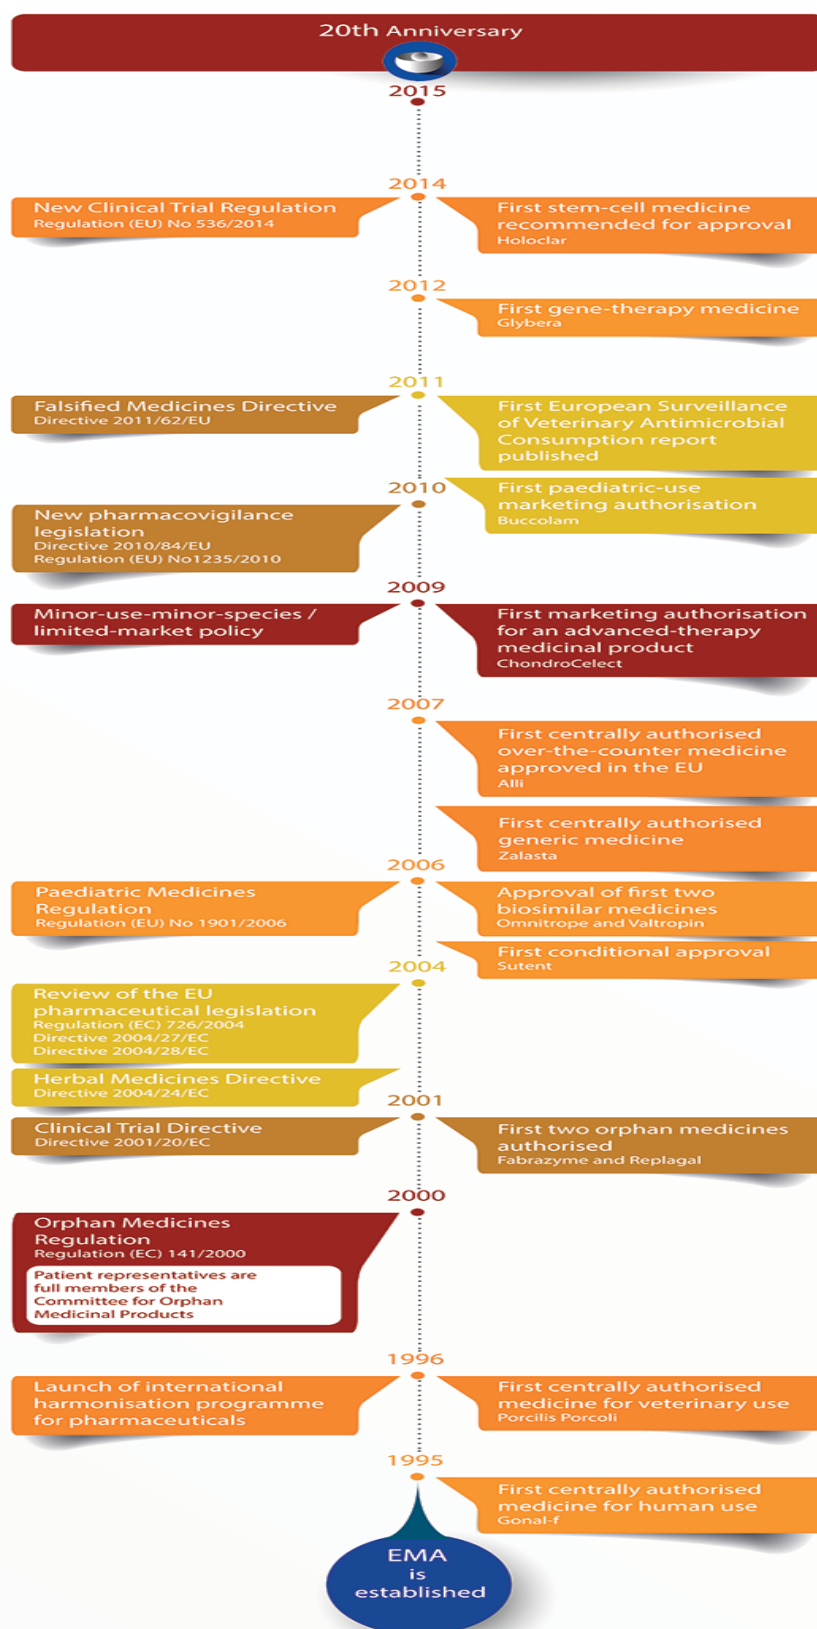 20th Anniversary
2015
2014
New Clinical Trial Regulation
Regulation (EU) No 536/2014
First stem-cell medicine
recommended for approval
Holoclar
2012
First gene-therapy medicine
Glybera
2011
Falsified Medicines Directive
Directive 2011/62/EU
First European Surveillance
of Veterinary Antimicrobial
Consumption report
published
First paediatric-use
marketing authorisation
Buccolam
2010
New pharmacovigilance
legislation
Directive 2010/84/EU
Regulation (EU) No1235/2010
2009
Minor-use-minor-species /
limited-market policy
First marketing authorisation
for an advanced-therapy
medicinal product
ChondroCelect
2007
First centrally authorised
over-the-counter medicine
approved in the EU
Alli
First centrally authorised
generic medicine
Zalasta
2006
Paediatric Medicines
Regulation
Regulation (EU) No 1901/2006
Approval of first two
biosimilar medicines
Omnitrope and Valtropin
First conditional approval
Sutent
2004
Review of the EU
pharmaceutical legislation
Regulation (EC) 726/2004
Directive 2004/27/EC
Directive 2004/28/EC
Herbal Medicines Directive
Directive 2004/24/EC
2001
Clinical Trial Directive
Directive 2001/20/EC
First two orphan medicines
authorised
Fabrazyme and Replagal
2000
Orphan Medicines
Regulation
Regulation (EC) 141/2000
Patient representatives are
full members of the
Committee for Orphan
Medicinal Products
1996
Launch of international
harmonisation programme
for pharmaceuticals
First centrally authorised
medicine for veterinary use
Porcilis Porcoli
1995
First centrally authorised
medicine for human use
Gonal-f
EMA
is
established